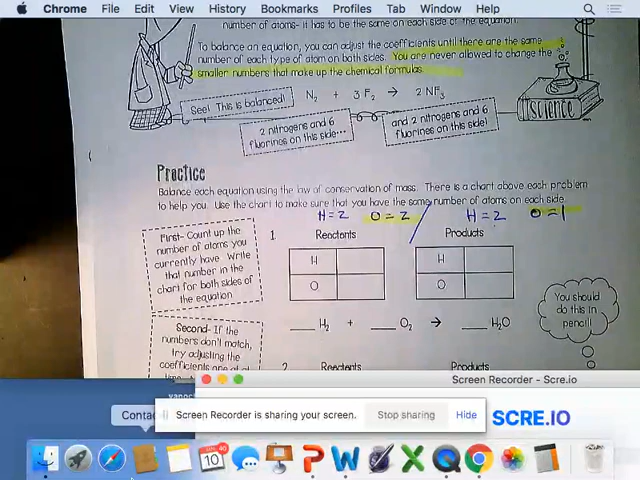 Chrome File Edit View History Bookmarks People Tab Window Help
number of atoms- it has to be the same on each side of the equation
To balance an equation, you can adjust the coefficients until there are the same
number of each type of atom on both sides. You are never allowed to change the
smaller numbers that make up the chemical formulas.
See! This is balanced!
N₂ + 3 F₂ → 2 NF₃
2 nitrogens and 6
fluorines on this side...
and 2 nitrogens and 6
fluorines on this side!
science
Practice
Balance each equation using the law of conservation of mass. There is a chart above each problem
to help you. Use the chart to make sure that you have the same number of atoms on each side.
H=2 O=2 / H=2 O=1
First- Count up the
number of atoms you
currently have. Write
that number in the
chart for both sides of
the equation
1
Reactants
Products
H
H
O
O
___ H₂ + ___ O₂ → ___ H₂O
You should
do this in
pencil!
Second- If the
numbers don't match,
try adjusting the
coefficients
2
Reactants
Products
Screen Recorder - Scre.io
Contac
Screen Recorder is sharing your screen.
Stop sharing
Hide
SCRE.IO
10